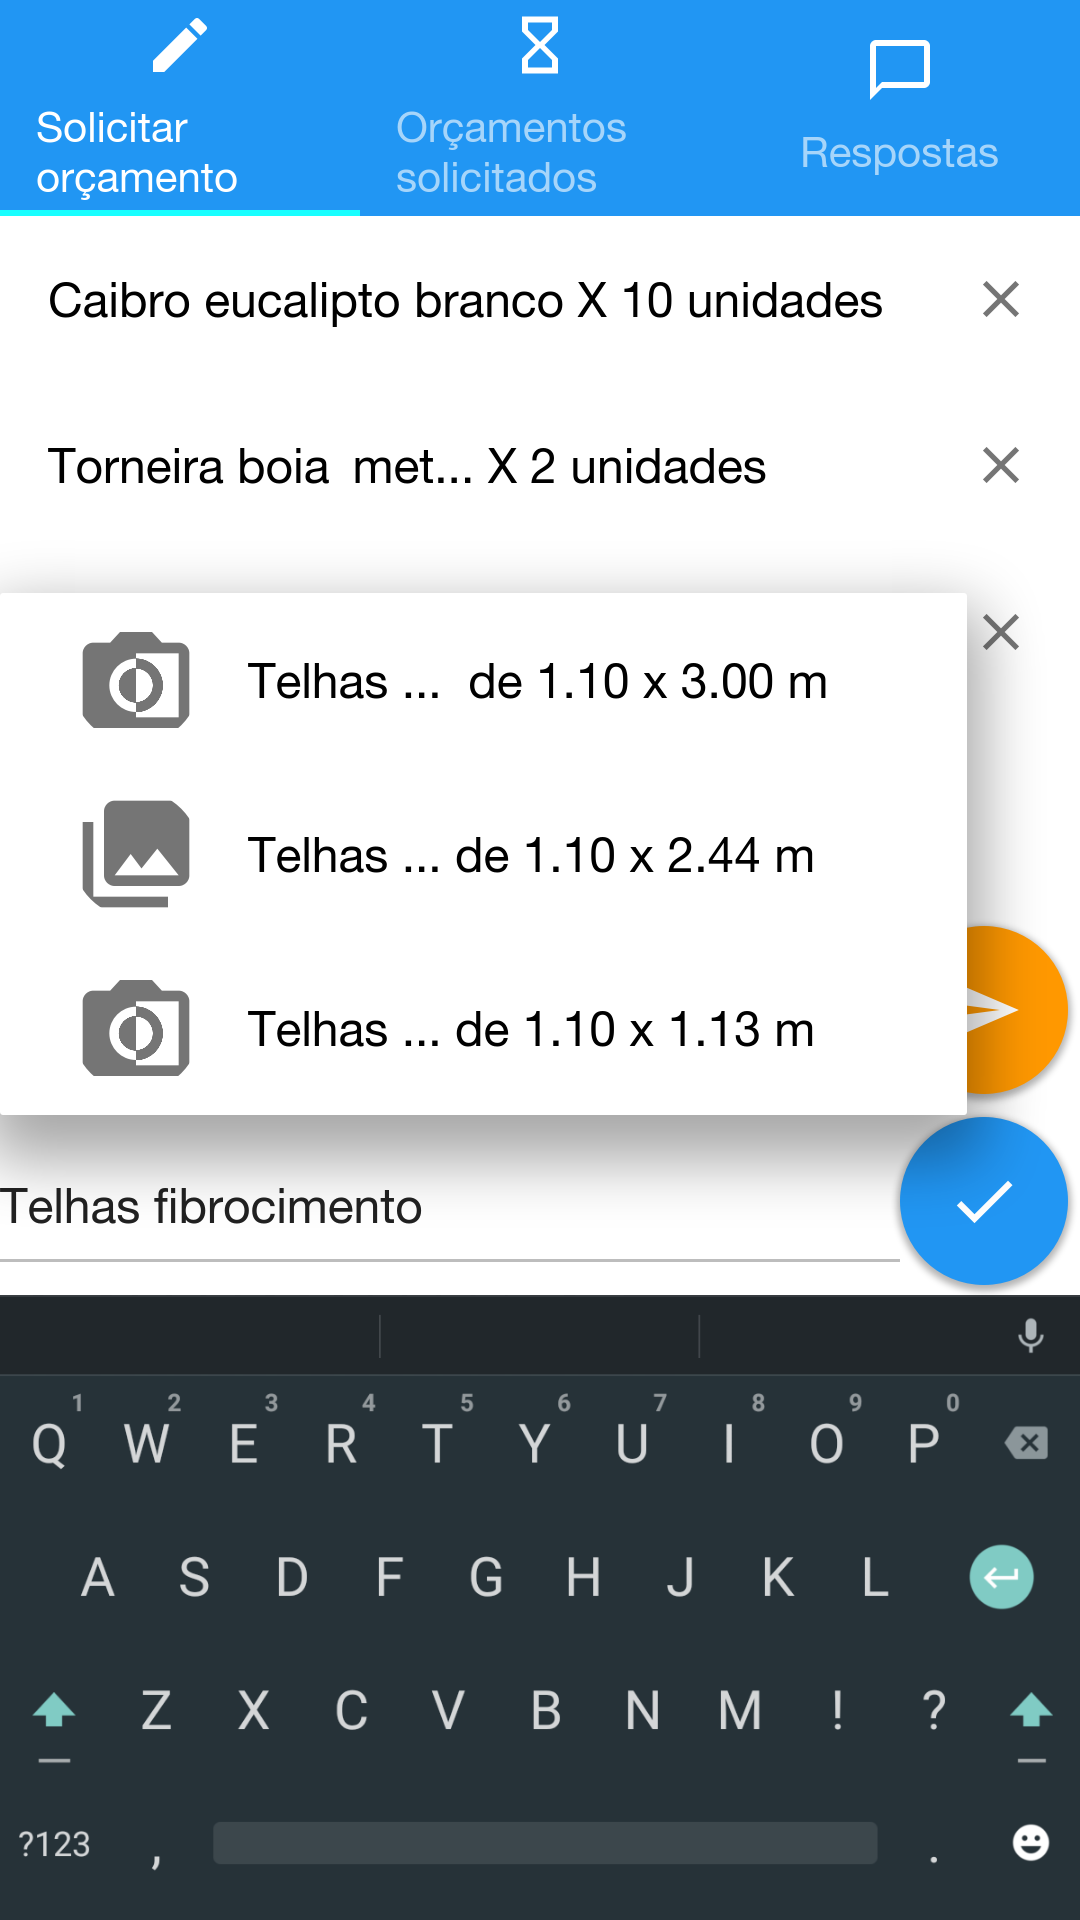 Solicitar
orçamento
Orçamentos
solicitados
Respostas
Caibro eucalipto branco X 10 unidades
Torneira boia  met... X 2 unidades
Telhas ...  de 1.10 x 3.00 m
Telhas ... de 1.10 x 2.44 m
Telhas ... de 1.10 x 1.13 m
Telhas fibrocimento
1 2 3 4 5 6 7 8 9 0
Q W E R T Y U I O P
A S D F G H J K L
Z X C V B N M ! ?
?123 , .